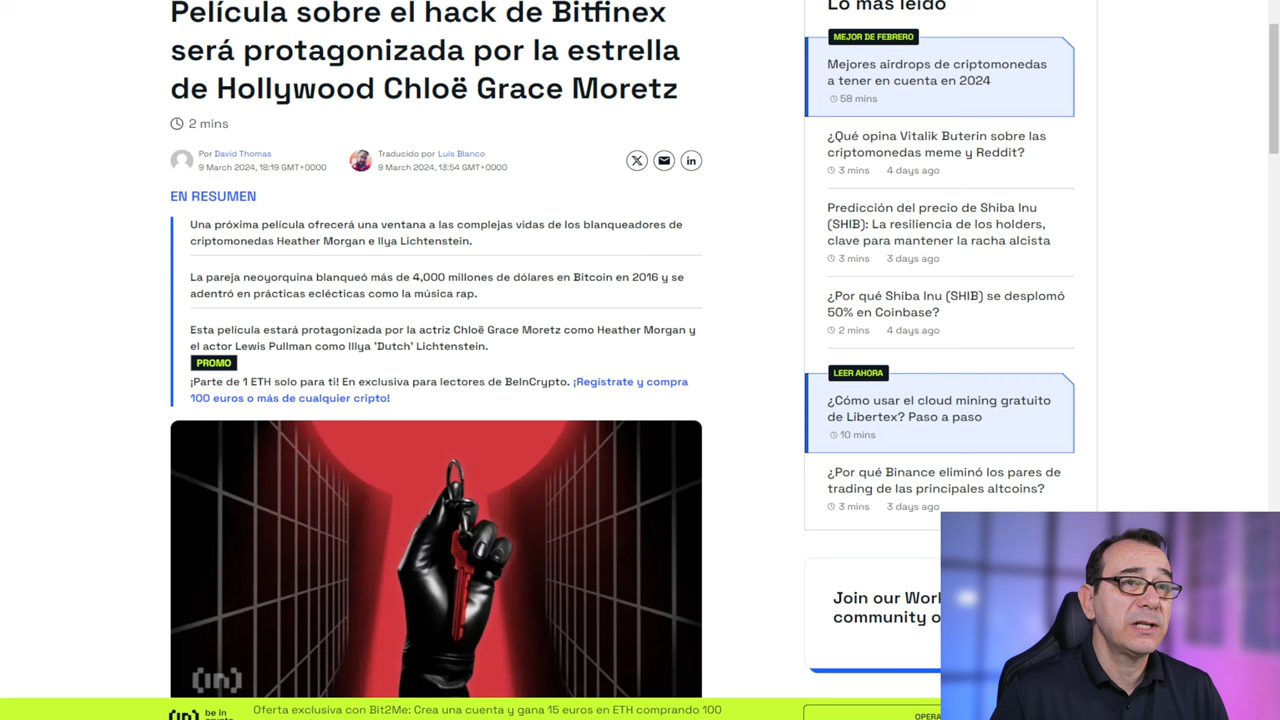 Película sobre el hack de Bitfinex
será protagonizada por la estrella
de Hollywood Chloë Grace Moretz
2 mins
Por David Thomas
9 March 2024, 18:19 GMT+0000
Traducido por Luis Blanco
9 March 2024, 13:54 GMT+0000
EN RESUMEN
Una próxima película ofrecerá una ventana a las complejas vidas de los blanqueadores de
criptomonedas Heather Morgan e Ilya Lichtenstein.
La pareja neoyorquina blanqueó más de 4,000 millones de dólares en Bitcoin en 2016 y se
adentró en prácticas eclécticas como la música rap.
Esta película estará protagonizada por la actriz Chloë Grace Moretz como Heather Morgan y
el actor Lewis Pullman como Illya 'Dutch' Lichtenstein.
PROMO
¡Parte de 1 ETH solo para ti! En exclusiva para lectores de BeInCrypto. ¡Regístrate y compra
100 euros o más de cualquier cripto!
(in)
be in
crypto
Oferta exclusiva con Bit2Me: Crea una cuenta y gana 15 euros en ETH comprando 100
Lo más leído
MEJOR DE FEBRERO
Mejores airdrops de criptomonedas
a tener en cuenta en 2024
58 mins
¿Qué opina Vitalik Buterin sobre las
criptomonedas meme y Reddit?
3 mins 4 days ago
Predicción del precio de Shiba Inu
(SHIB): La resiliencia de los holders,
clave para mantener la racha alcista
3 mins 3 days ago
¿Por qué Shiba Inu (SHIB) se desplomó
50% en Coinbase?
2 mins 4 days ago
LEER AHORA
¿Cómo usar el cloud mining gratuito
de Libertex? Paso a paso
10 mins
¿Por qué Binance eliminó los pares de
trading de las principales altcoins?
3 mins 3 days ago
Join our Worl
community o
OPERA